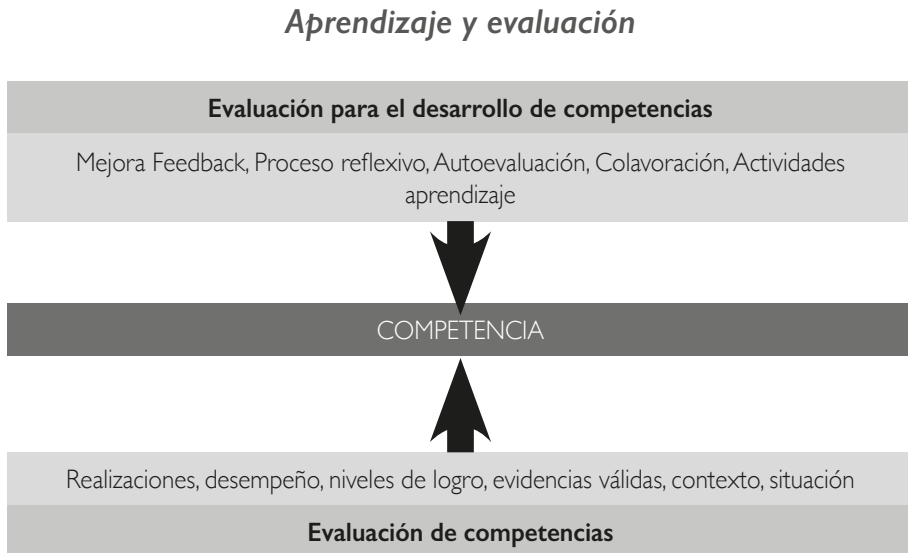 Aprendizaje y evaluación
Evaluación para el desarrollo de competencias
Mejora Feedback, Proceso reflexivo, Autoevaluación, Colavoración, Actividades
aprendizaje
COMPETENCIA
Realizaciones, desempeño, niveles de logro, evidencias válidas, contexto, situación
Evaluación de competencias